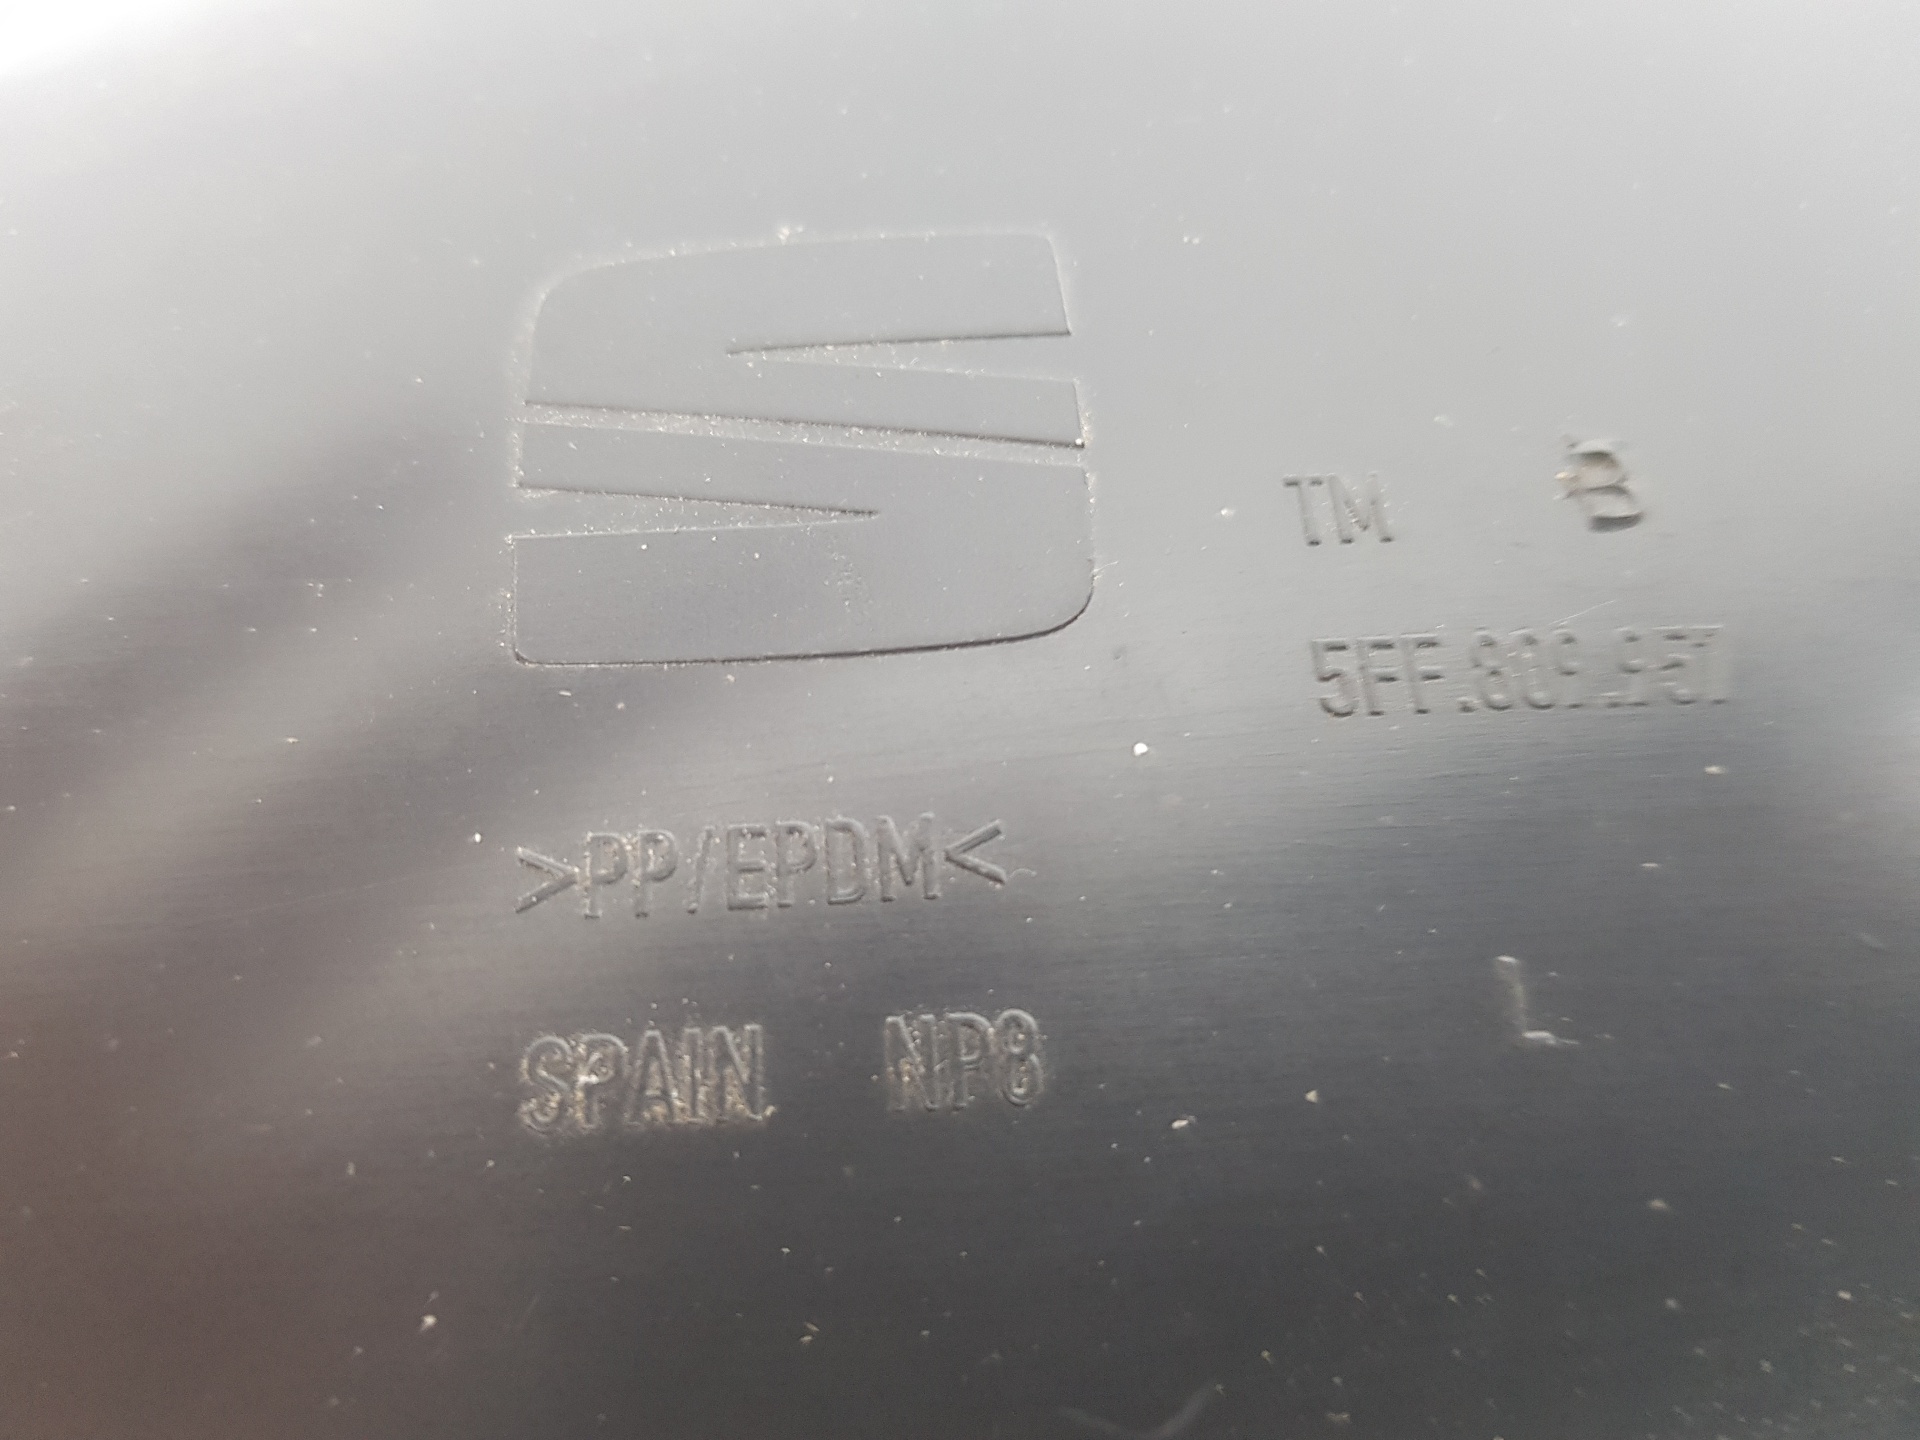 TM B
5FF.809.957
>PP/EPDM<
SPAIN NP8
L